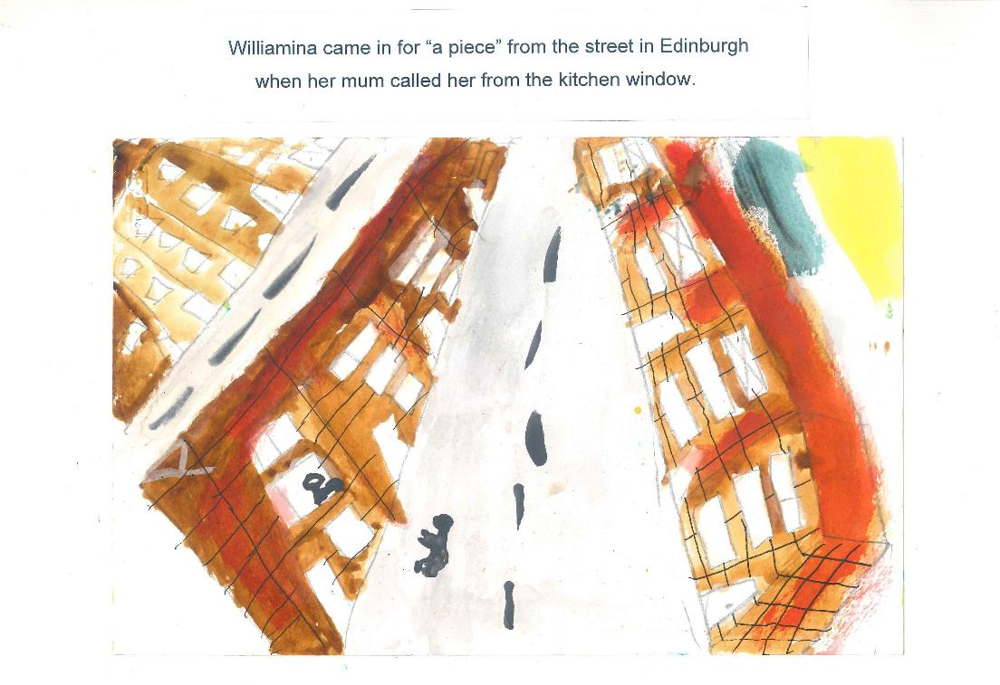 Williamina came in for “a piece” from the street in Edinburgh
when her mum called her from the kitchen window.